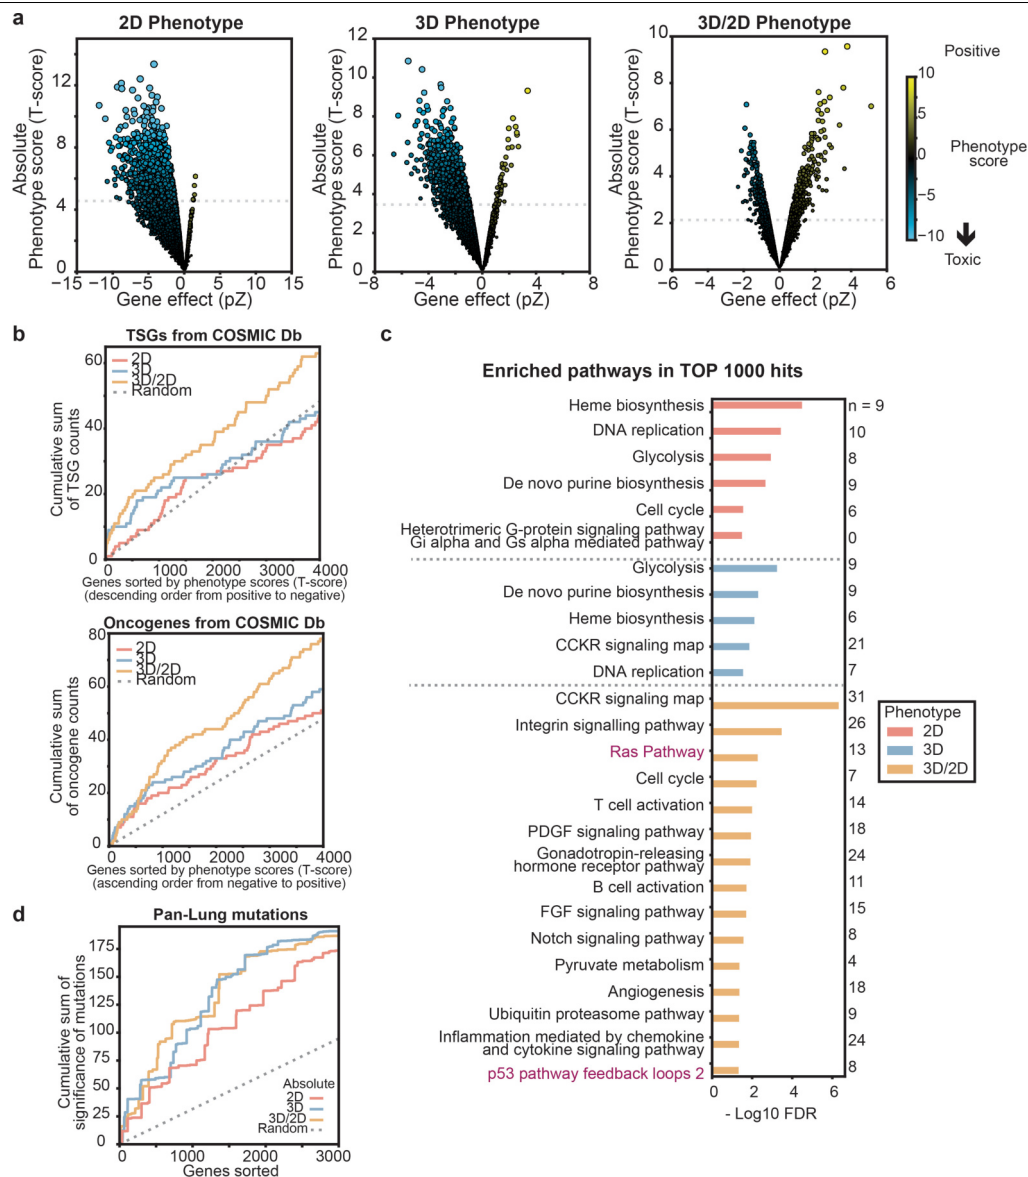 a
2D Phenotype
3D Phenotype
3D/2D Phenotype
Absolute
Phenotype score (T-score)
12
8
4
0
−15
−10
−5
0
5
10
15
Gene effect (pZ)
Absolute
Phenotype score (T-score)
12
10
8
6
4
2
0
−8
−4
0
4
8
Gene effect (pZ)
Absolute
Phenotype score (T-score)
10
8
6
4
2
0
−6
−4
−2
0
2
4
6
Gene effect (pZ)
Positive
10
5
0
−5
−10
Phenotype
score
Toxic
b
TSGs from COSMIC Db
2D
3D
3D/2D
Random
Cumulative sum
of TSG counts
60
40
20
0
0
1000
2000
3000
4000
Genes sorted by phenotype scores (T-score)
(descending order from positive to negative)
Oncogenes from COSMIC Db
2D
3D
3D/2D
Random
Cumulative sum
of oncogene counts
80
60
40
20
0
0
1000
2000
3000
4000
Genes sorted by phenotype scores (T-score)
(ascending order from negative to positive)
c
Enriched pathways in TOP 1000 hits
Heme biosynthesis n = 9
DNA replication 10
Glycolysis 8
De novo purine biosynthesis 9
Cell cycle 6
Heterotrimeric G-protein signaling pathway
Gi alpha and Gs alpha mediated pathway 0
Glycolysis 9
De novo purine biosynthesis 9
Heme biosynthesis 6
CCKR signaling map 21
DNA replication 7
CCKR signaling map 31
Integrin signalling pathway 26
Ras Pathway 13
Cell cycle 7
T cell activation 14
PDGF signaling pathway 18
Gonadotropin-releasing
hormone receptor pathway 24
B cell activation 11
FGF signaling pathway 15
Notch signaling pathway 8
Pyruvate metabolism 4
Angiogenesis 18
Ubiquitin proteasome pathway 9
Inflammation mediated by chemokine
and cytokine signaling pathway 24
p53 pathway feedback loops 2 8
0
2
4
6
- Log10 FDR
Phenotype
2D
3D
3D/2D
d
Pan-Lung mutations
Cumulative sum of
significance of mutations
175
150
125
100
75
50
25
0
Absolute
2D
3D
3D/2D
Random
0
1000
2000
3000
Genes sorted